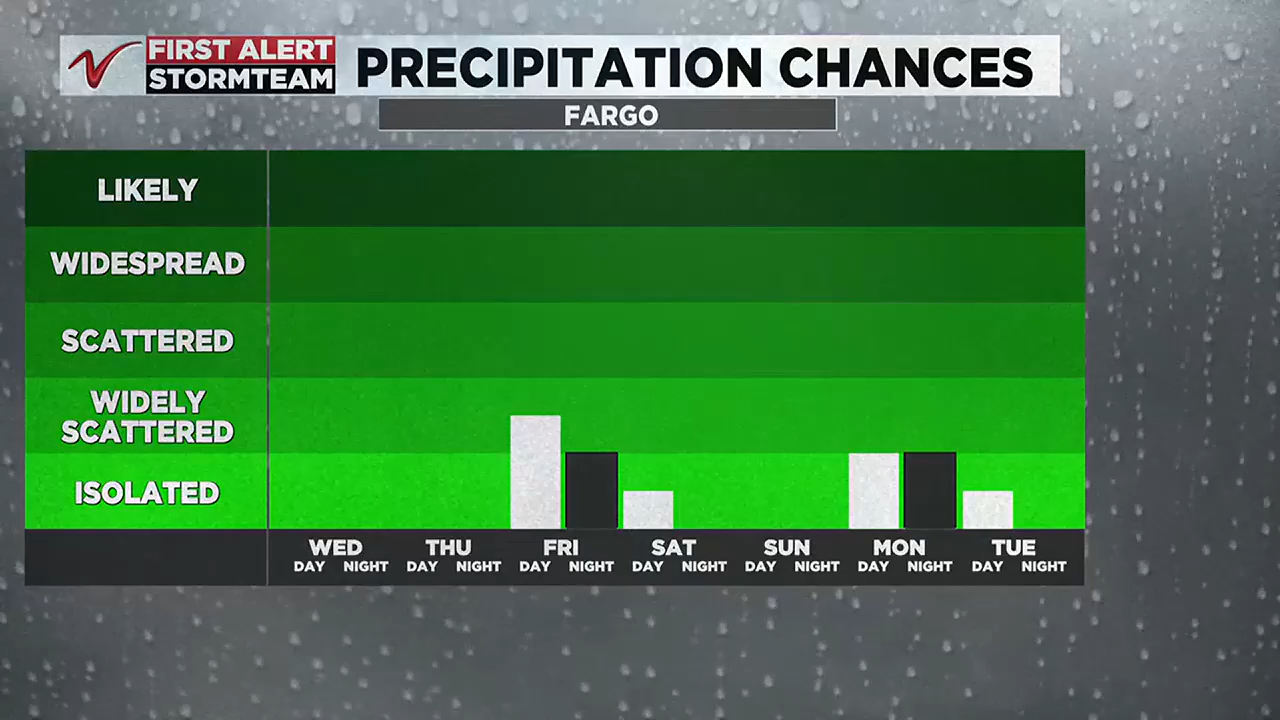 FIRST ALERT
STORMTEAM
PRECIPITATION CHANCES
FARGO
LIKELY
WIDESPREAD
SCATTERED
WIDELY
SCATTERED
ISOLATED
WED THU FRI SAT SUN MON TUE
DAY NIGHT DAY NIGHT DAY NIGHT DAY NIGHT DAY NIGHT DAY NIGHT DAY NIGHT